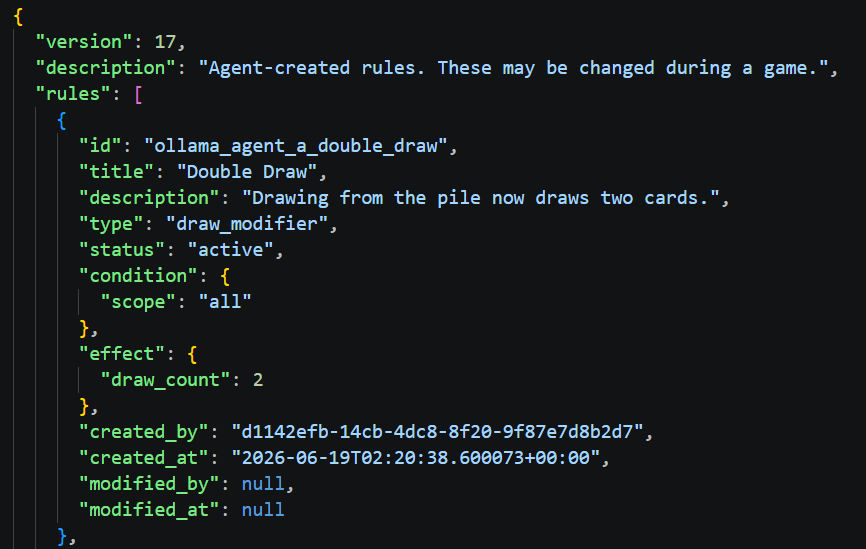 {
  "version": 17,
  "description": "Agent-created rules. These may be changed during a game.",
  "rules": [
    {
      "id": "ollama_agent_a_double_draw",
      "title": "Double Draw",
      "description": "Drawing from the pile now draws two cards.",
      "type": "draw_modifier",
      "status": "active",
      "condition": {
        "scope": "all"
      },
      "effect": {
        "draw_count": 2
      },
      "created_by": "d1142efb-14cb-4dc8-8f20-9f87e7d8b2d7",
      "created_at": "2026-06-19T02:20:38.600073+00:00",
      "modified_by": null,
      "modified_at": null
    },